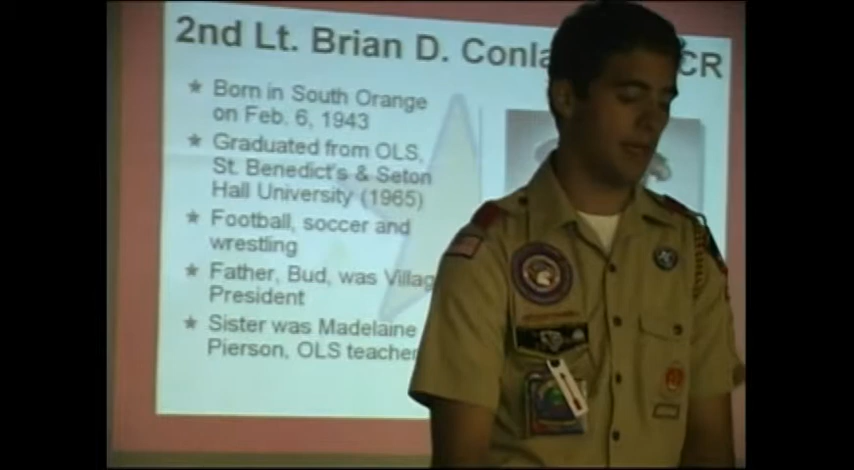 2nd Lt. Brian D. Conla CR
★ Born in South Orange
on Feb. 6, 1943
★ Graduated from OLS,
St. Benedict's & Seton
Hall University (1965)
★ Football, soccer and
wrestling
★ Father, Bud, was Villag
President
★ Sister was Madelaine
Pierson, OLS teacher